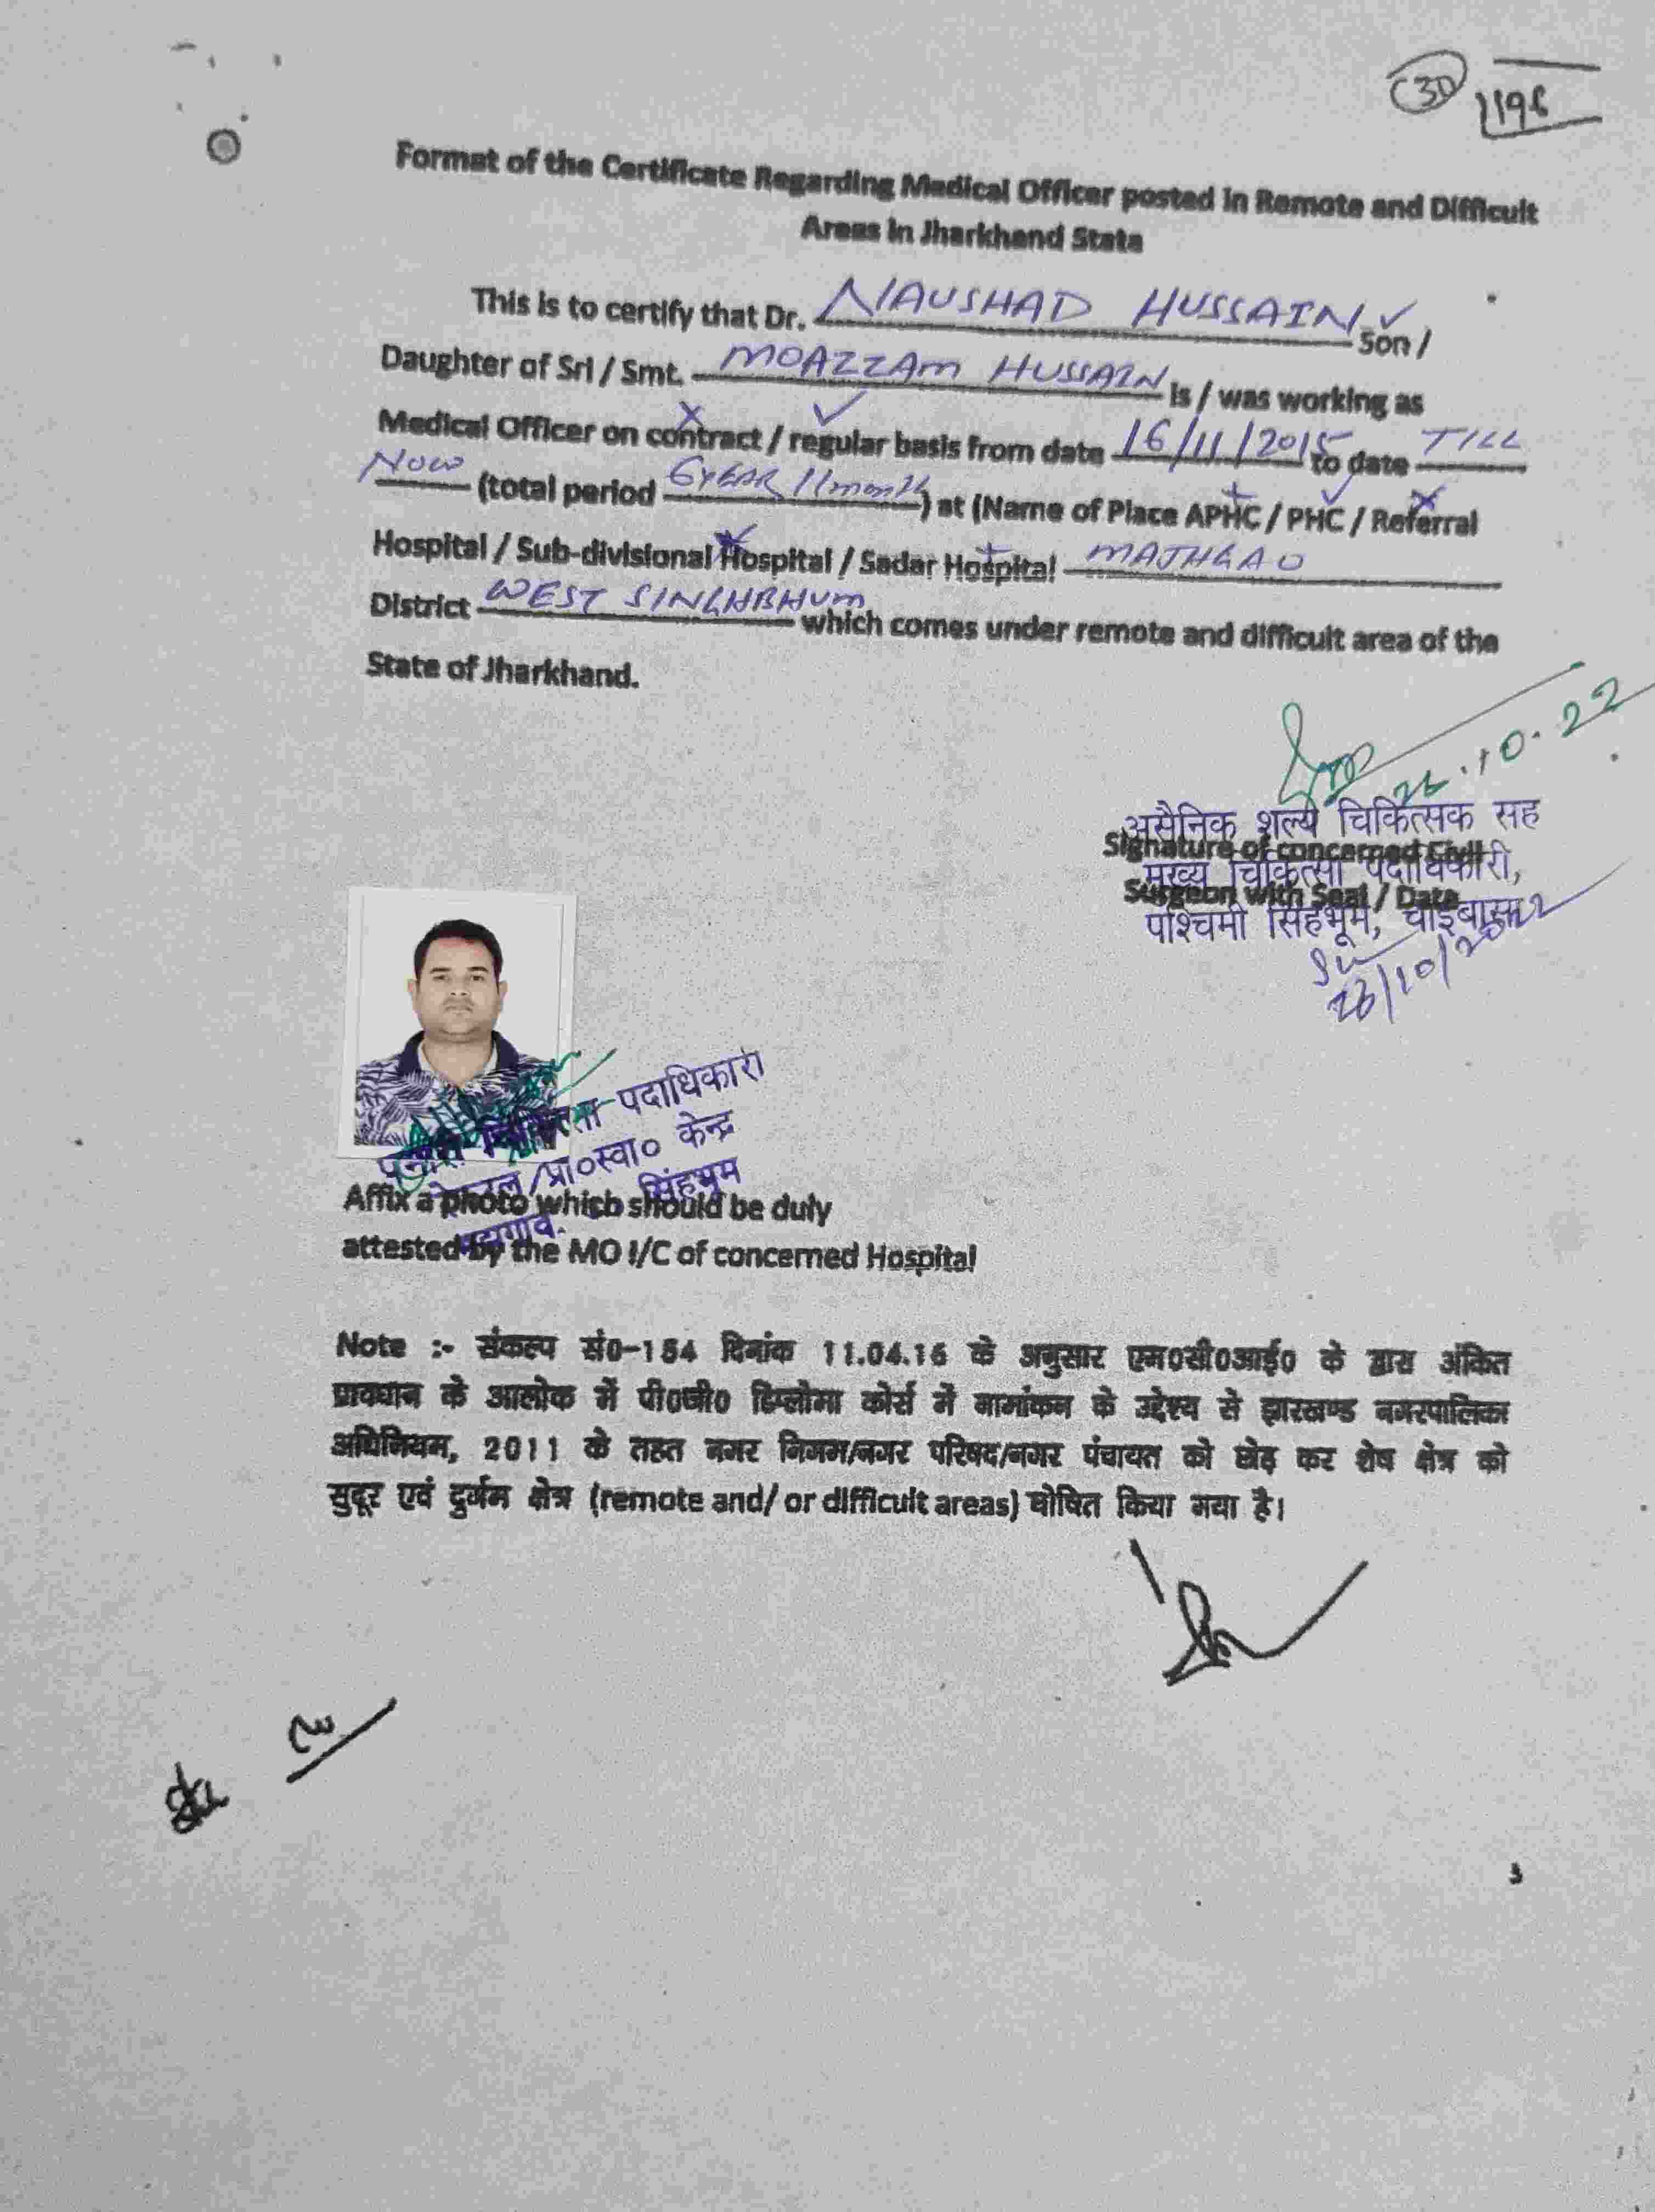 30
1196
Format of the Certificate Regarding Medical Officer posted in Remote and Difficult
Areas in Jharkhand State
This is to certify that Dr. NAUSHAD HUSSAIN Son /
Daughter of Sri / Smt. MOAZZAM HUSSAIN is / was working as
Medical Officer on contract / regular basis from date 16/11/2015 to date TILL
NOW (total period 6YEAR 11month) at (Name of Place APHC / PHC / Referral
Hospital / Sub-divisional Hospital / Sadar Hospital MAJHGAO
District WEST SINGHBHUM which comes under remote and difficult area of the
State of Jharkhand.
26.10.22
असैनिक शल्य चिकित्सक सह
Signature of concerned Civil
मुख्य चिकित्सा पदाधिकारी,
Surgeon with Seal / Date
पश्चिमी सिंहभूम, चाईबासा
26/10/2022
चिकित्सा पदाधिकारी
/प्रा०स्वा० केन्द्र
सिंहभूम
Affix a photo which should be duly
मझगांव.
attested by the MO I/C of concerned Hospital
Note :- संकल्प सं0-154 दिनांक 11.04.16 के अनुसार एम0सी0आई0 के द्वारा अंकित
प्रावधान के आलोक में पी0जी0 डिप्लोमा कोर्स में नामांकन के उद्देश्य से झारखण्ड नगरपालिका
अधिनियम, 2011 के तहत नगर निगम/नगर परिषद/नगर पंचायत को छोड़ कर शेष क्षेत्र को
सुदूर एवं दुर्गम क्षेत्र (remote and/ or difficult areas) घोषित किया गया है।
3